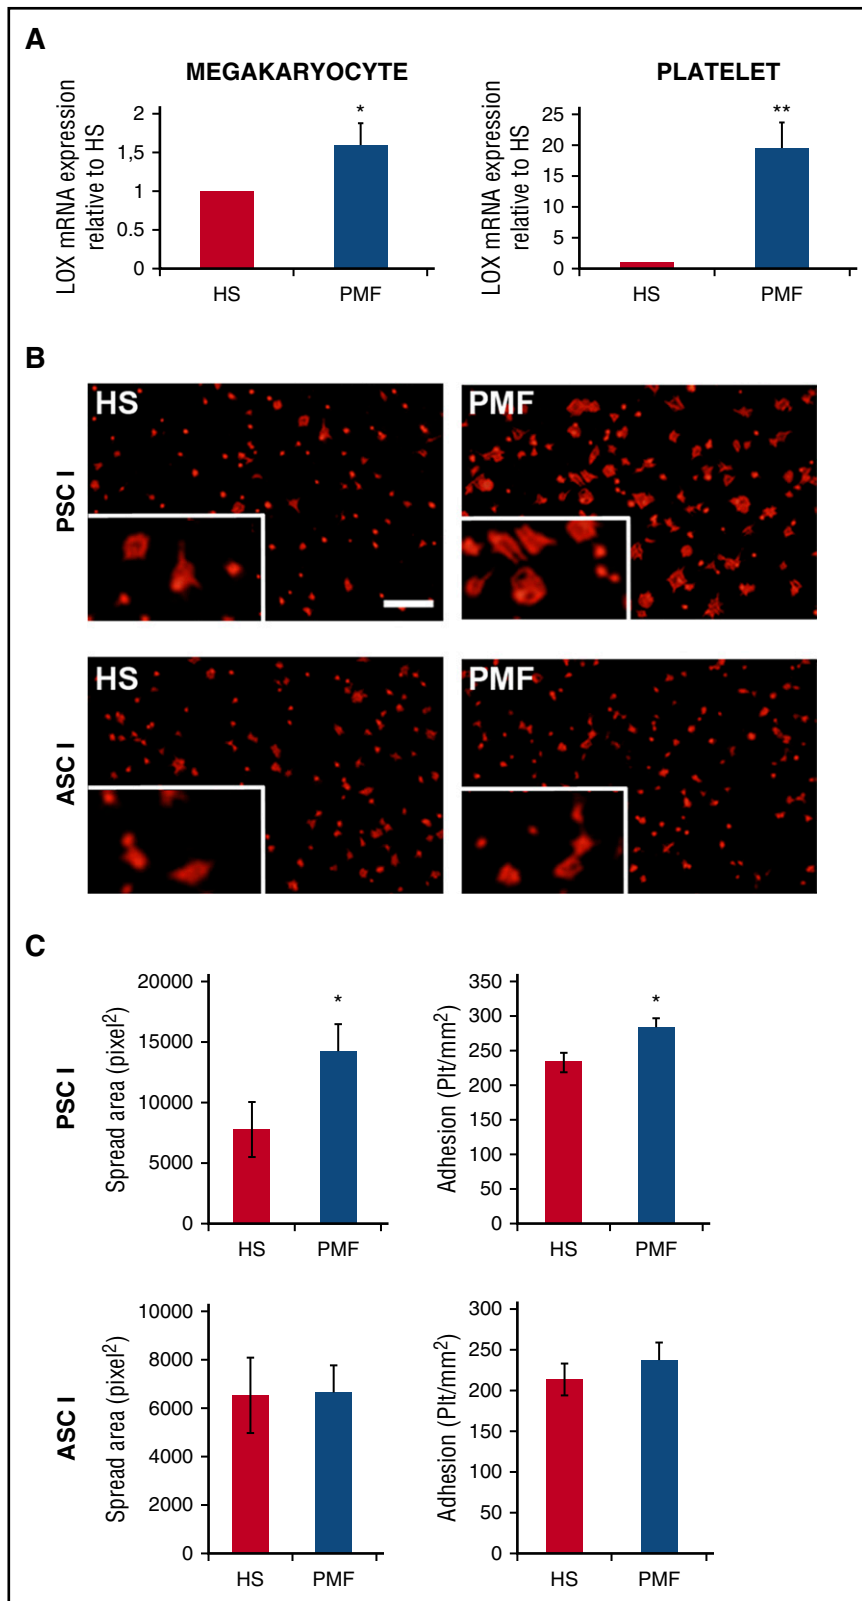 A
MEGAKARYOCYTE
LOX mRNA expression
relative to HS
2
1,5
1
0.5
0
*
HS
PMF
PLATELET
LOX mRNA expression
relative to HS
25
20
15
10
5
0
**
HS
PMF
B
PSC I
HS
PMF
ASC I
HS
PMF
C
PSC I
Spread area (pixel²)
20000
15000
10000
5000
0
*
HS
PMF
Adhesion (Plt/mm²)
350
300
250
200
150
100
50
0
*
HS
PMF
ASC I
Spread area (pixel²)
10000
8000
6000
4000
2000
0
HS
PMF
Adhesion (Plt/mm²)
300
250
200
150
100
50
0
HS
PMF